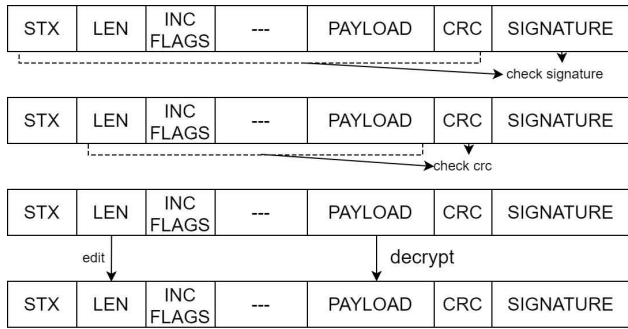 STX LEN INC FLAGS --- PAYLOAD CRC SIGNATURE
check signature
STX LEN INC FLAGS --- PAYLOAD CRC SIGNATURE
check crc
STX LEN INC FLAGS --- PAYLOAD CRC SIGNATURE
edit decrypt
STX LEN INC FLAGS --- PAYLOAD CRC SIGNATURE